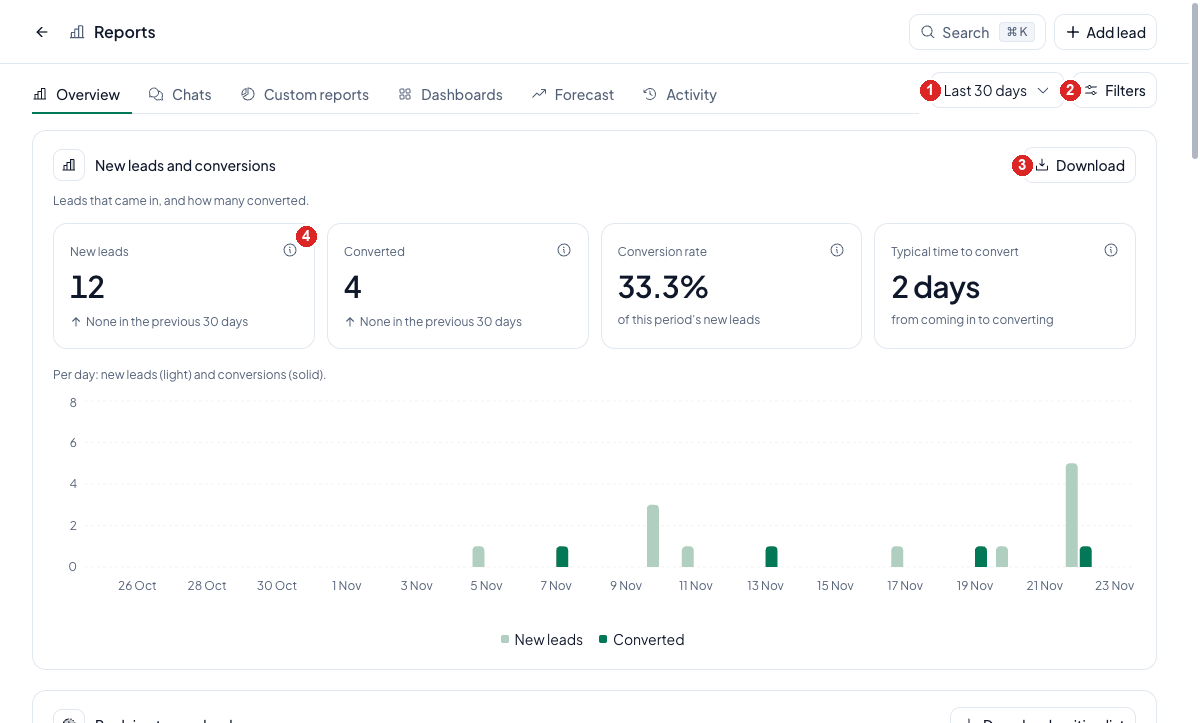 Reports
Search ⌘ K
Add lead
Overview Chats Custom reports Dashboards Forecast Activity
1 Last 30 days 2 Filters
New leads and conversions
3 Download
Leads that came in, and how many converted.
4
New leads
12
↑ None in the previous 30 days
Converted
4
↑ None in the previous 30 days
Conversion rate
33.3%
of this period's new leads
Typical time to convert
2 days
from coming in to converting
Per day: new leads (light) and conversions (solid).
8
6
4
2
0
26 Oct 28 Oct 30 Oct 1 Nov 3 Nov 5 Nov 7 Nov 9 Nov 11 Nov 13 Nov 15 Nov 17 Nov 19 Nov 21 Nov 23 Nov
New leads Converted